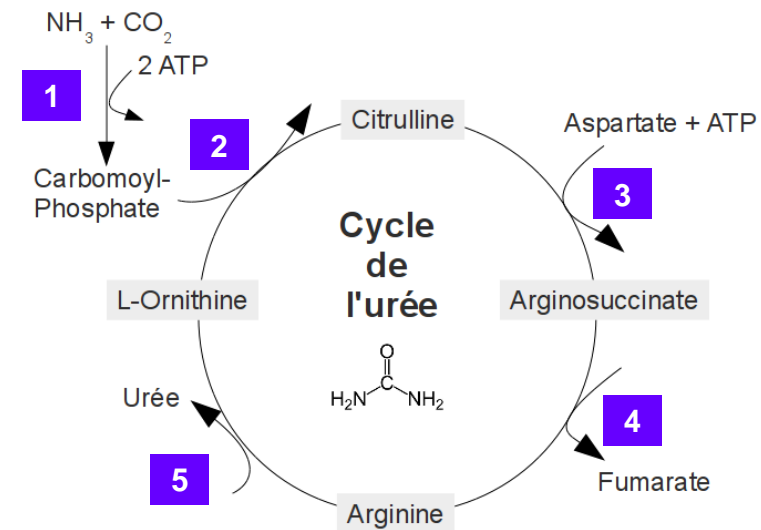 NH3 + CO2
2 ATP
1
2
Citrulline
Aspartate + ATP
Carbomoyl-
Phosphate
3
Cycle
de
l'urée
L-Ornithine
Arginosuccinate
O
C
H2N
NH2
Urée
4
5
Fumarate
Arginine